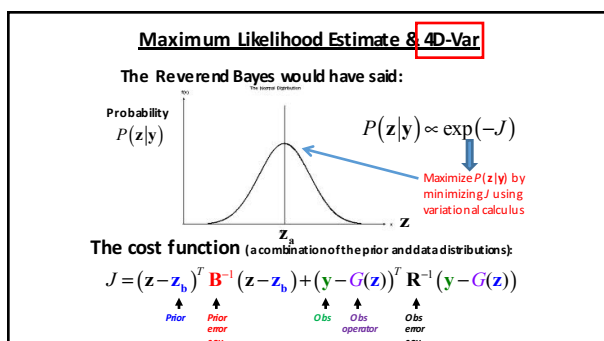 Maximum Likelihood Estimate & 4D-Var
The Reverend Bayes would have said:
The Normal Distribution
f(x)
Probability
P(z|y)
P(z|y) ∝ exp(−J)
Maximize P(z|y) by
minimizing J using
variational calculus
x
z
z_a
The cost function (a combination of the prior and data distributions):
J = (z − z_b)^T B^−1 (z − z_b) + (y − G(z))^T R^−1 (y − G(z))
Prior Prior Obs Obs Obs
error operator error